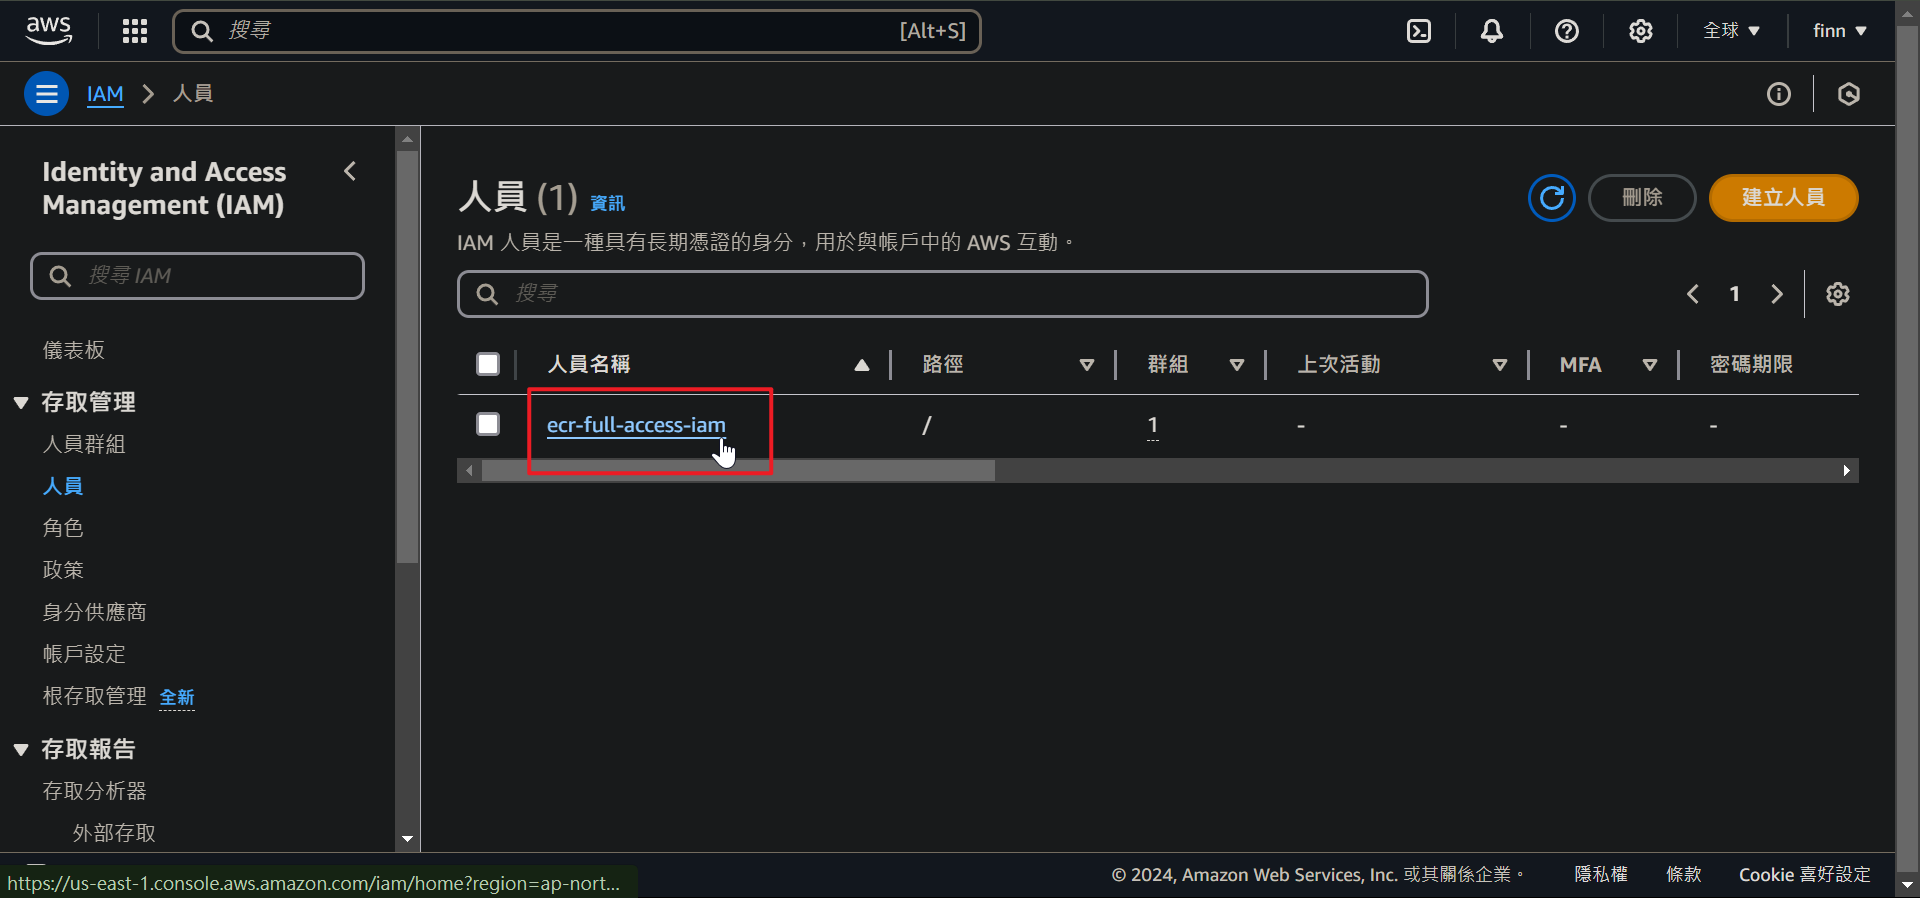 aws
搜尋
[Alt+S]
全球
finn
IAM
人員
Identity and Access
Management (IAM)
搜尋 IAM
儀表板
存取管理
人員群組
人員
角色
政策
身分供應商
帳戶設定
根存取管理 全新
存取報告
存取分析器
外部存取
人員 (1) 資訊
刪除
建立人員
IAM 人員是一種具有長期憑證的身分，用於與帳戶中的 AWS 互動。
搜尋
1
人員名稱 路徑 群組 上次活動 MFA 密碼期限
ecr-full-access-iam / 1 - - -
https://us-east-1.console.aws.amazon.com/iam/home?region=ap-nort...
© 2024, Amazon Web Services, Inc. 或其關係企業。
隱私權
條款
Cookie 喜好設定